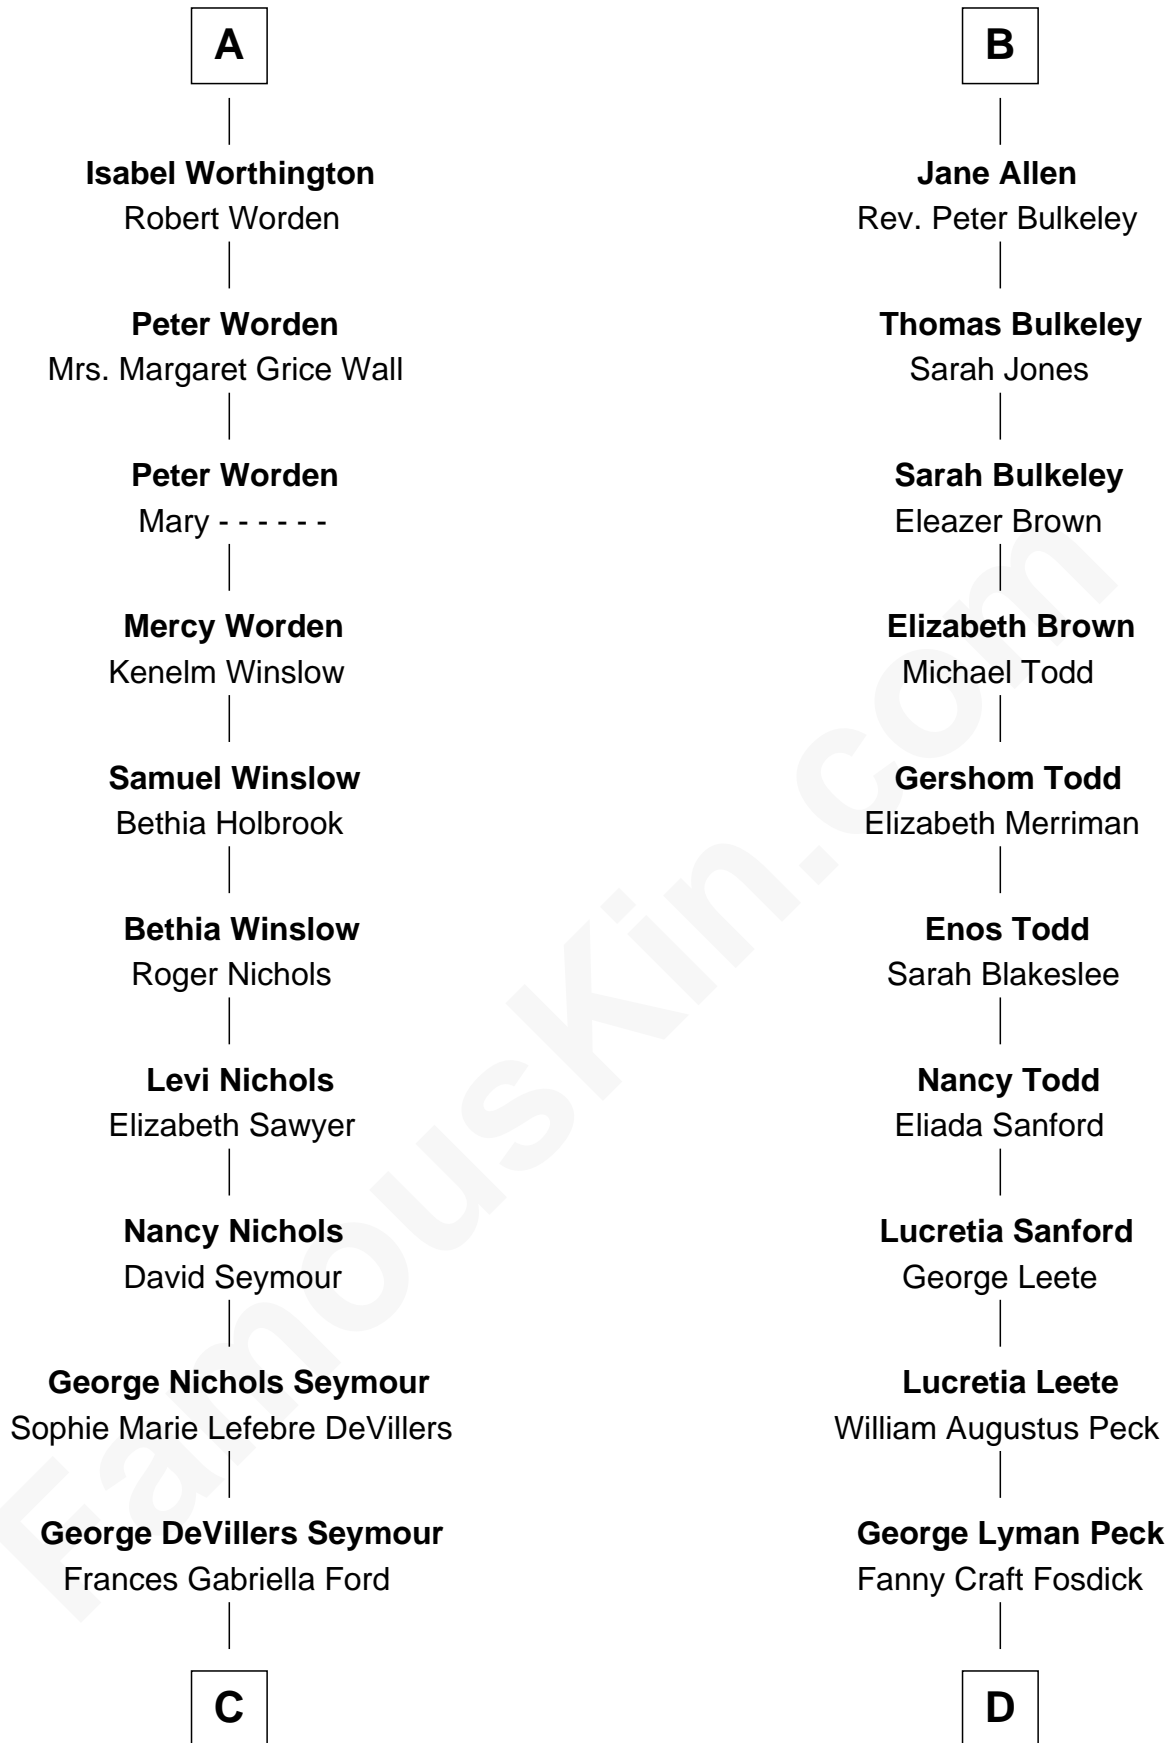 A
Isabel Worthington
Robert Worden
Peter Worden
Mrs. Margaret Grice Wall
Peter Worden
Mary - - - - - -
Mercy Worden
Kenelm Winslow
Samuel Winslow
Bethia Holbrook
Bethia Winslow
Roger Nichols
Levi Nichols
Elizabeth Sawyer
Nancy Nichols
David Seymour
George Nichols Seymour
Sophie Marie Lefebre DeVillers
George DeVillers Seymour
Frances Gabriella Ford
C
B
Jane Allen
Rev. Peter Bulkeley
Thomas Bulkeley
Sarah Jones
Sarah Bulkeley
Eleazer Brown
Elizabeth Brown
Michael Todd
Gershom Todd
Elizabeth Merriman
Enos Todd
Sarah Blakeslee
Nancy Todd
Eliada Sanford
Lucretia Sanford
George Leete
Lucretia Leete
William Augustus Peck
George Lyman Peck
Fanny Craft Fosdick
D
FamousKin.com